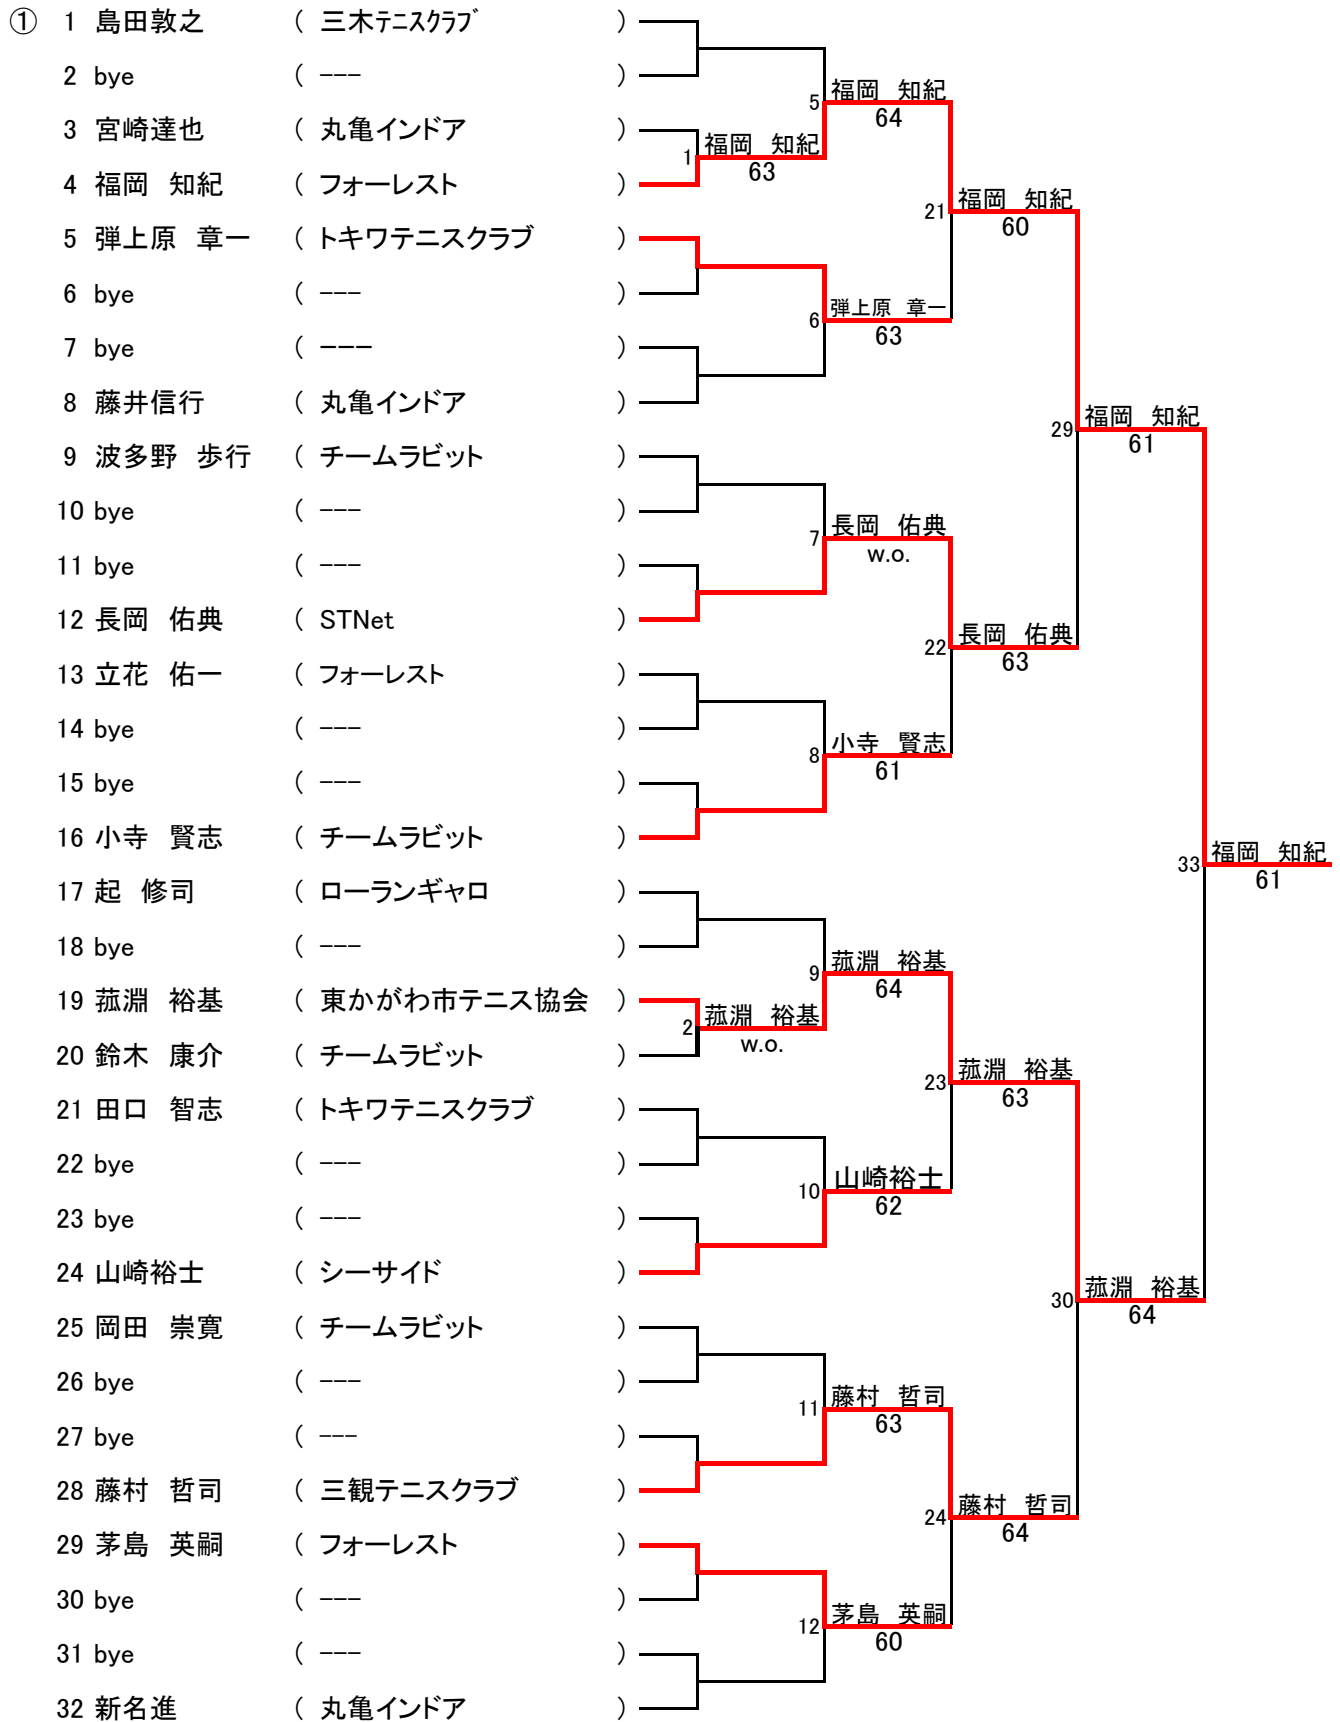 ① 1 島田敦之 ( 三木テニスクラブ )
2 bye ( --- )
福岡 知紀
5
64
3 宮崎達也 ( 丸亀インドア )
福岡 知紀
1
63
4 福岡 知紀 ( フォーレスト )
福岡 知紀
21
60
5 弾上原 章一 ( トキワテニスクラブ )
6 bye ( --- )
弾上原 章一
6
63
7 bye ( --- )
8 藤井信行 ( 丸亀インドア )
福岡 知紀
29
61
9 波多野 歩行 ( チームラビット )
10 bye ( --- )
長岡 佑典
7
w.o.
11 bye ( --- )
12 長岡 佑典 ( STNet )
長岡 佑典
22
63
13 立花 佑一 ( フォーレスト )
14 bye ( --- )
小寺 賢志
8
61
15 bye ( --- )
16 小寺 賢志 ( チームラビット )
福岡 知紀
33
61
17 起 修司 ( ローランギャロ )
18 bye ( --- )
菰淵 裕基
9
64
19 菰淵 裕基 ( 東かがわ市テニス協会 )
菰淵 裕基
2
w.o.
20 鈴木 康介 ( チームラビット )
菰淵 裕基
23
63
21 田口 智志 ( トキワテニスクラブ )
22 bye ( --- )
山崎裕士
10
62
23 bye ( --- )
24 山崎裕士 ( シーサイド )
菰淵 裕基
30
64
25 岡田 崇寛 ( チームラビット )
26 bye ( --- )
藤村 哲司
11
63
27 bye ( --- )
28 藤村 哲司 ( 三観テニスクラブ )
藤村 哲司
24
64
29 茅島 英嗣 ( フォーレスト )
30 bye ( --- )
茅島 英嗣
12
60
31 bye ( --- )
32 新名進 ( 丸亀インドア )